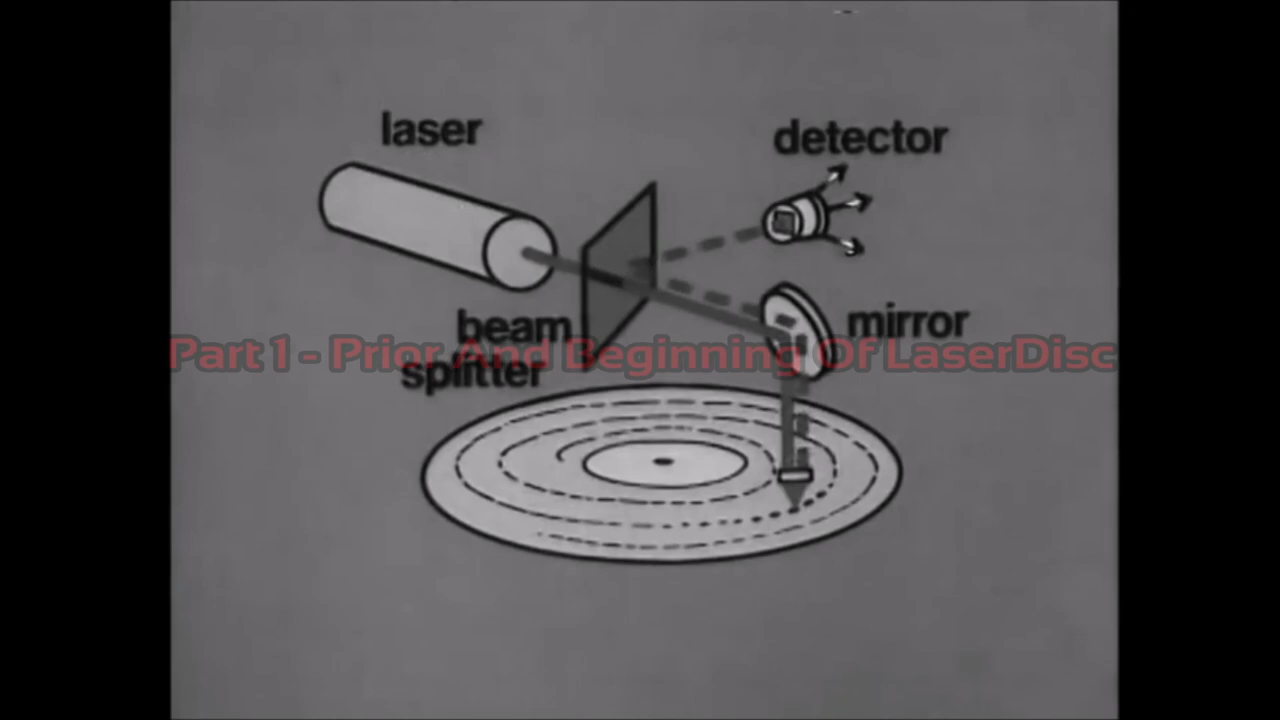 laser
detector
beam
splitter
mirror
Part 1 - Prior And Beginning Of LaserDisc